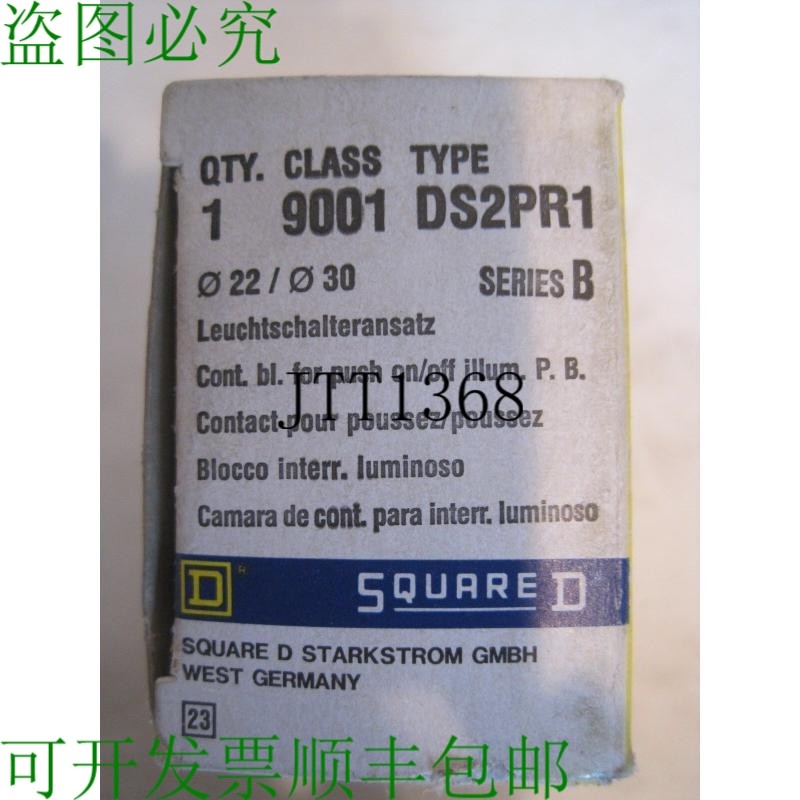 盗图必究
QTY. CLASS TYPE
1 9001 DS2PR1
Ø 22 / Ø 30 SERIES B
Leuchtschalteransatz
Cont. bl. for push on/off illum. P. B.
JTT1368
Contact pour poussez/poussez
Blocco interr. luminoso
Camara de cont. para interr. luminoso
D ® SQUARE D
SQUARE D STARKSTROM GMBH
WEST GERMANY
23
可开发票顺丰包邮